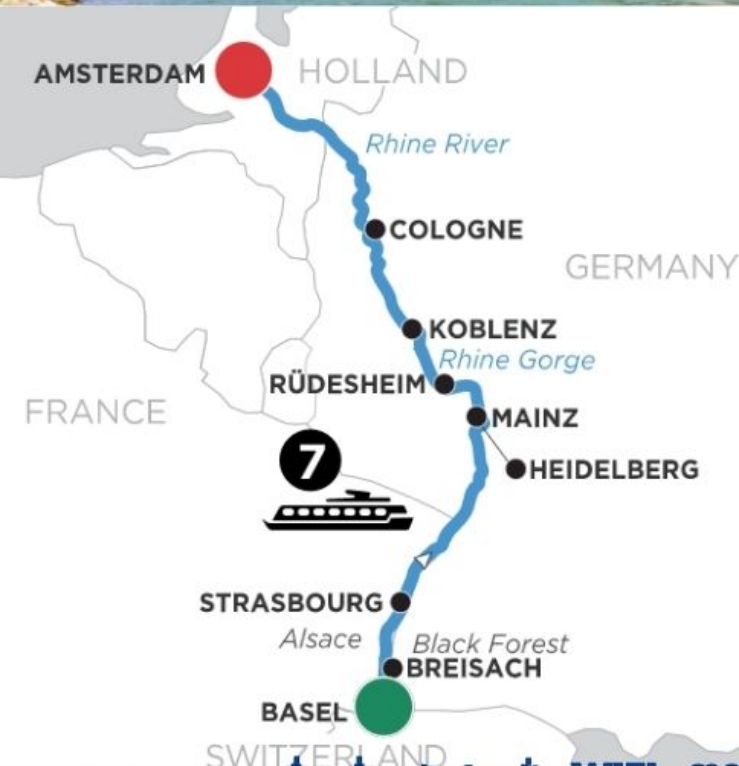 AMSTERDAM
HOLLAND
Rhine River
COLOGNE
GERMANY
KOBLENZ
Rhine Gorge
RÜDESHEIM
FRANCE
MAINZ
7
HEIDELBERG
STRASBOURG
Alsace
Black Forest
BREISACH
BASEL
SWITZERLAND